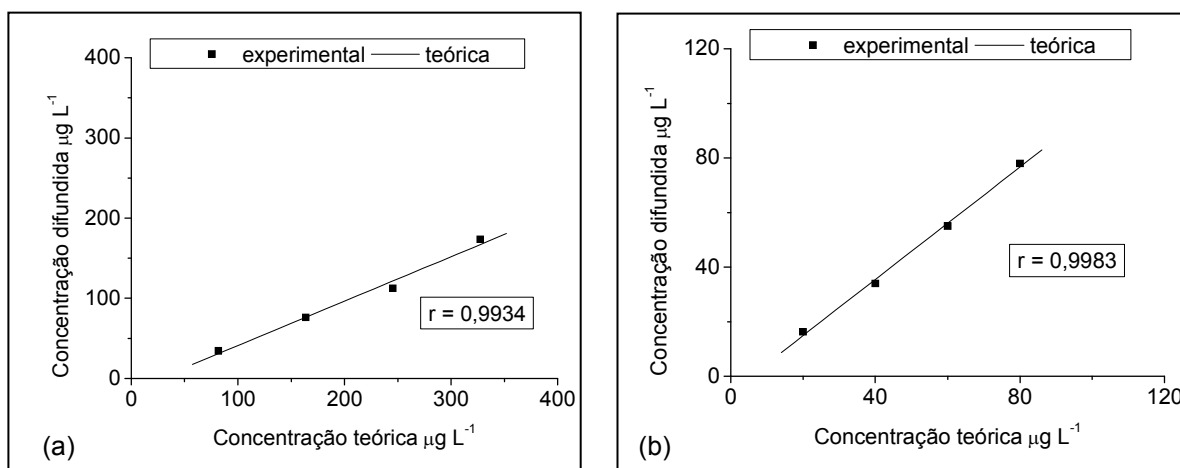 experimental teórica
400
300
200
100
0
Concentração difundida µg L-1
r = 0,9934
0 100 200 300 400
Concentração teórica µg L-1
(a)
experimental teórica
120
80
40
0
Concentração difundida µg L-1
r = 0,9983
0 40 80 120
Concentração teórica µg L-1
(b)